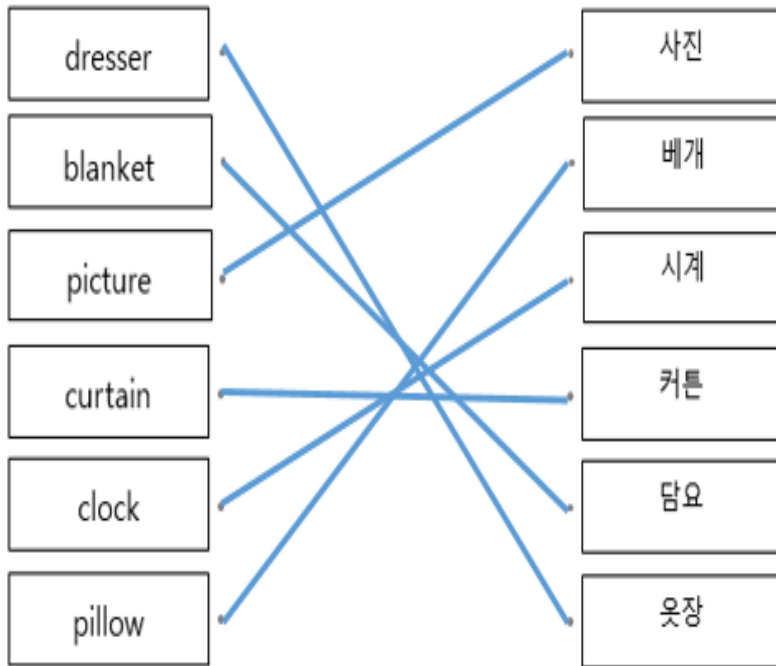 dresser
사진
blanket
베개
picture
시계
curtain
커튼
clock
담요
pillow
옷장